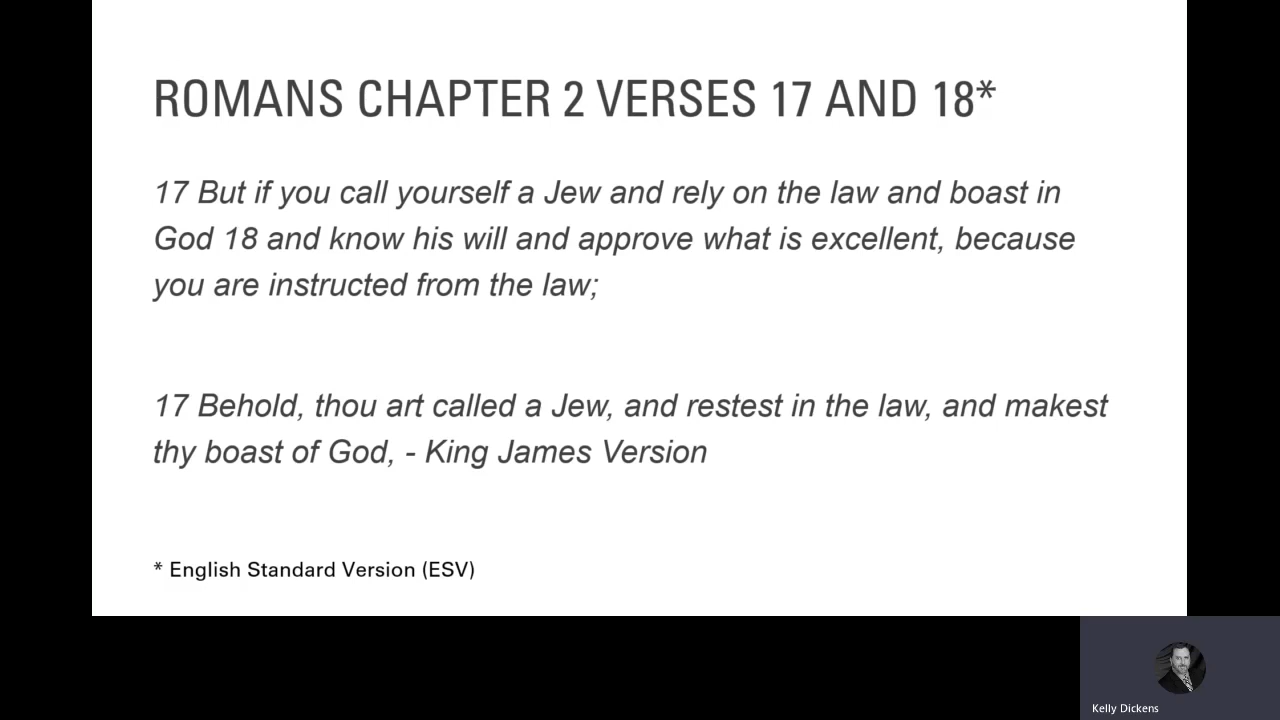 ROMANS CHAPTER 2 VERSES 17 AND 18*
17 But if you call yourself a Jew and rely on the law and boast in
God 18 and know his will and approve what is excellent, because
you are instructed from the law;
17 Behold, thou art called a Jew, and restest in the law, and makest
thy boast of God, - King James Version
* English Standard Version (ESV)
Kelly Dickens